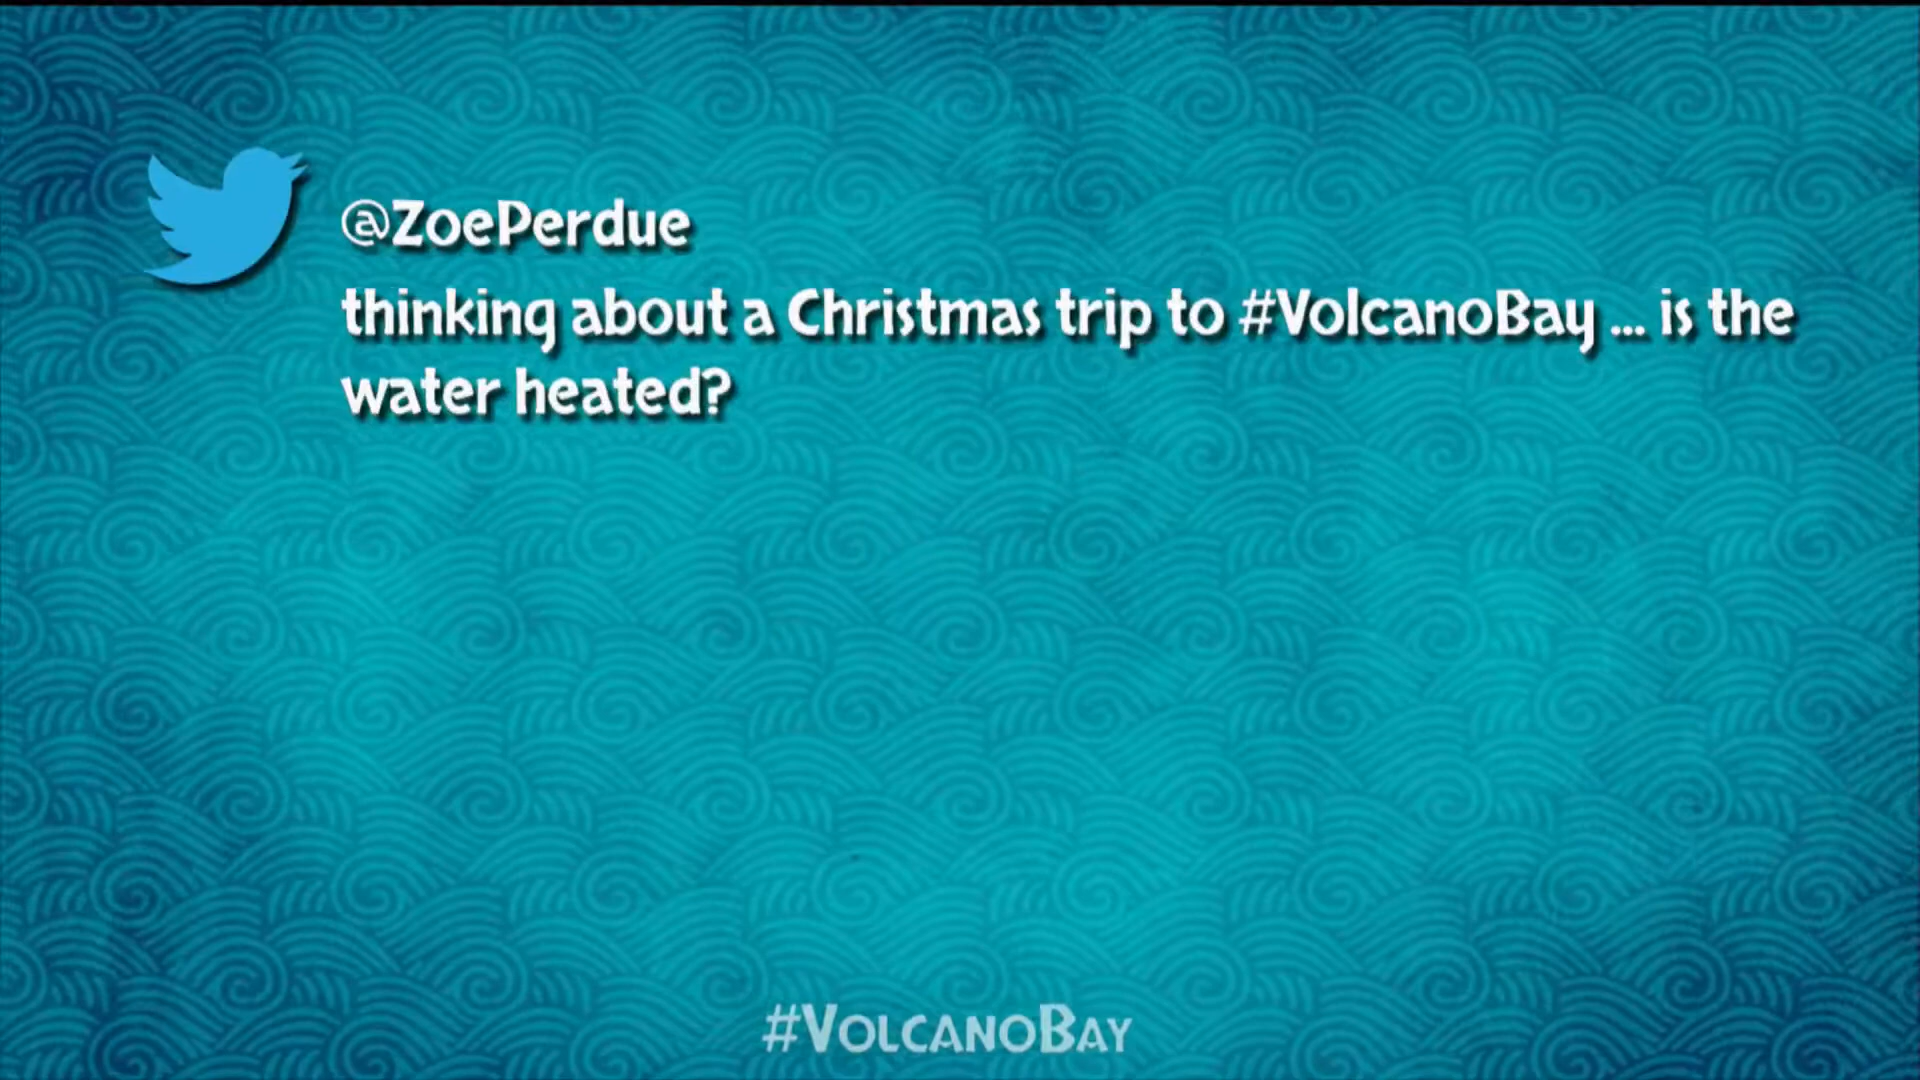 @ZoePerdue
thinking about a Christmas trip to #VolcanoBay ... is the
water heated?
#VOLCANOBAY